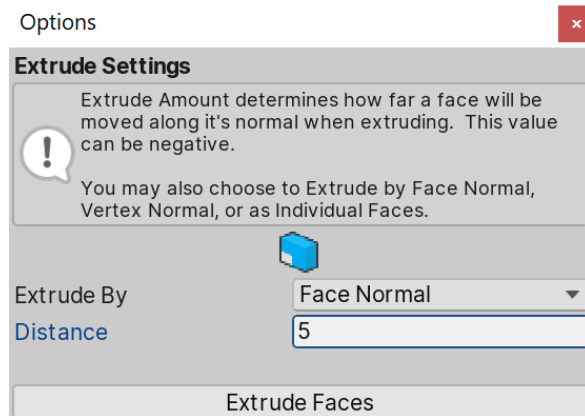 Options
x
Extrude Settings
Extrude Amount determines how far a face will be
moved along it's normal when extruding.  This value
can be negative.
You may also choose to Extrude by Face Normal,
Vertex Normal, or as Individual Faces.
Extrude By
Face Normal
Distance
5
Extrude Faces